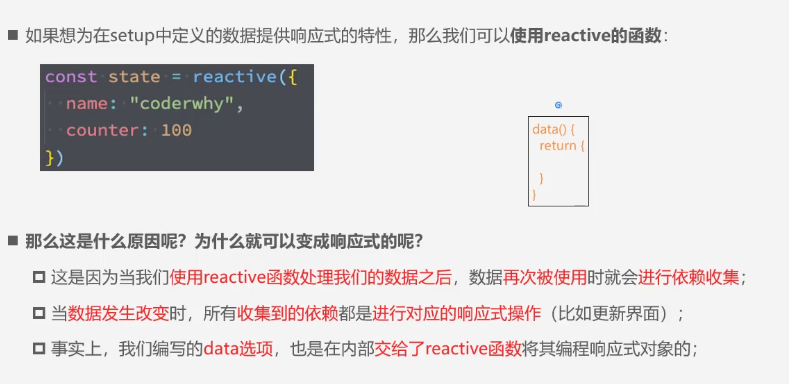 ■ 如果想为在setup中定义的数据提供响应式的特性，那么我们可以使用reactive的函数：
const state = reactive({
name: "coderwhy",
counter: 100
})
data() {
return {
}
}
■ 那么这是什么原因呢？为什么就可以变成响应式的呢？
这是因为当我们使用reactive函数处理我们的数据之后，数据再次被使用时就会进行依赖收集；
当数据发生改变时，所有收集到的依赖都是进行对应的响应式操作（比如更新界面）；
事实上，我们编写的data选项，也是在内部交给了reactive函数将其编程响应式对象的；